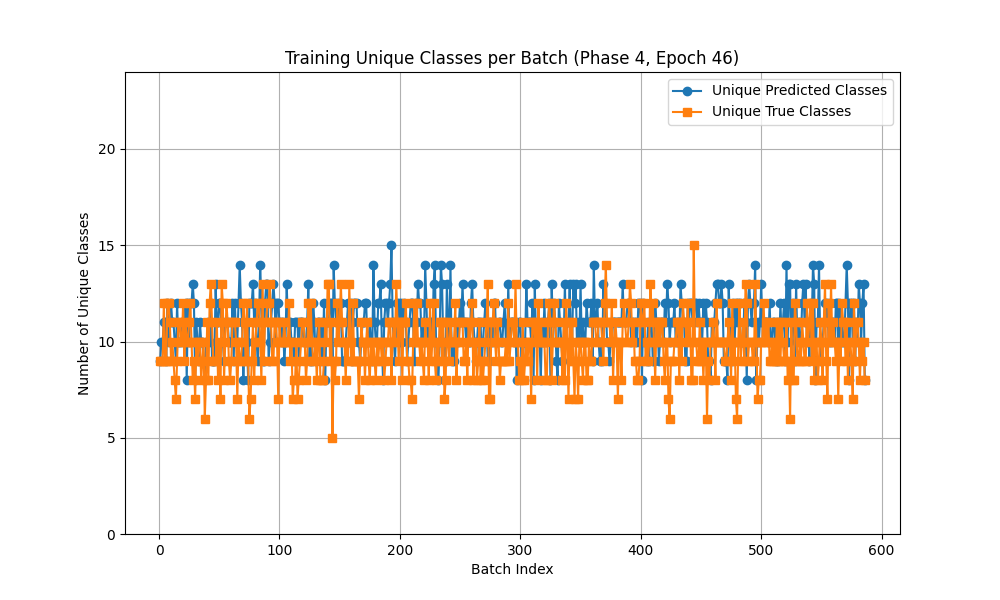 Training Unique Classes per Batch (Phase 4, Epoch 46)
Unique Predicted Classes
Unique True Classes
Number of Unique Classes
20
15
10
5
0
0 100 200 300 400 500 600
Batch Index